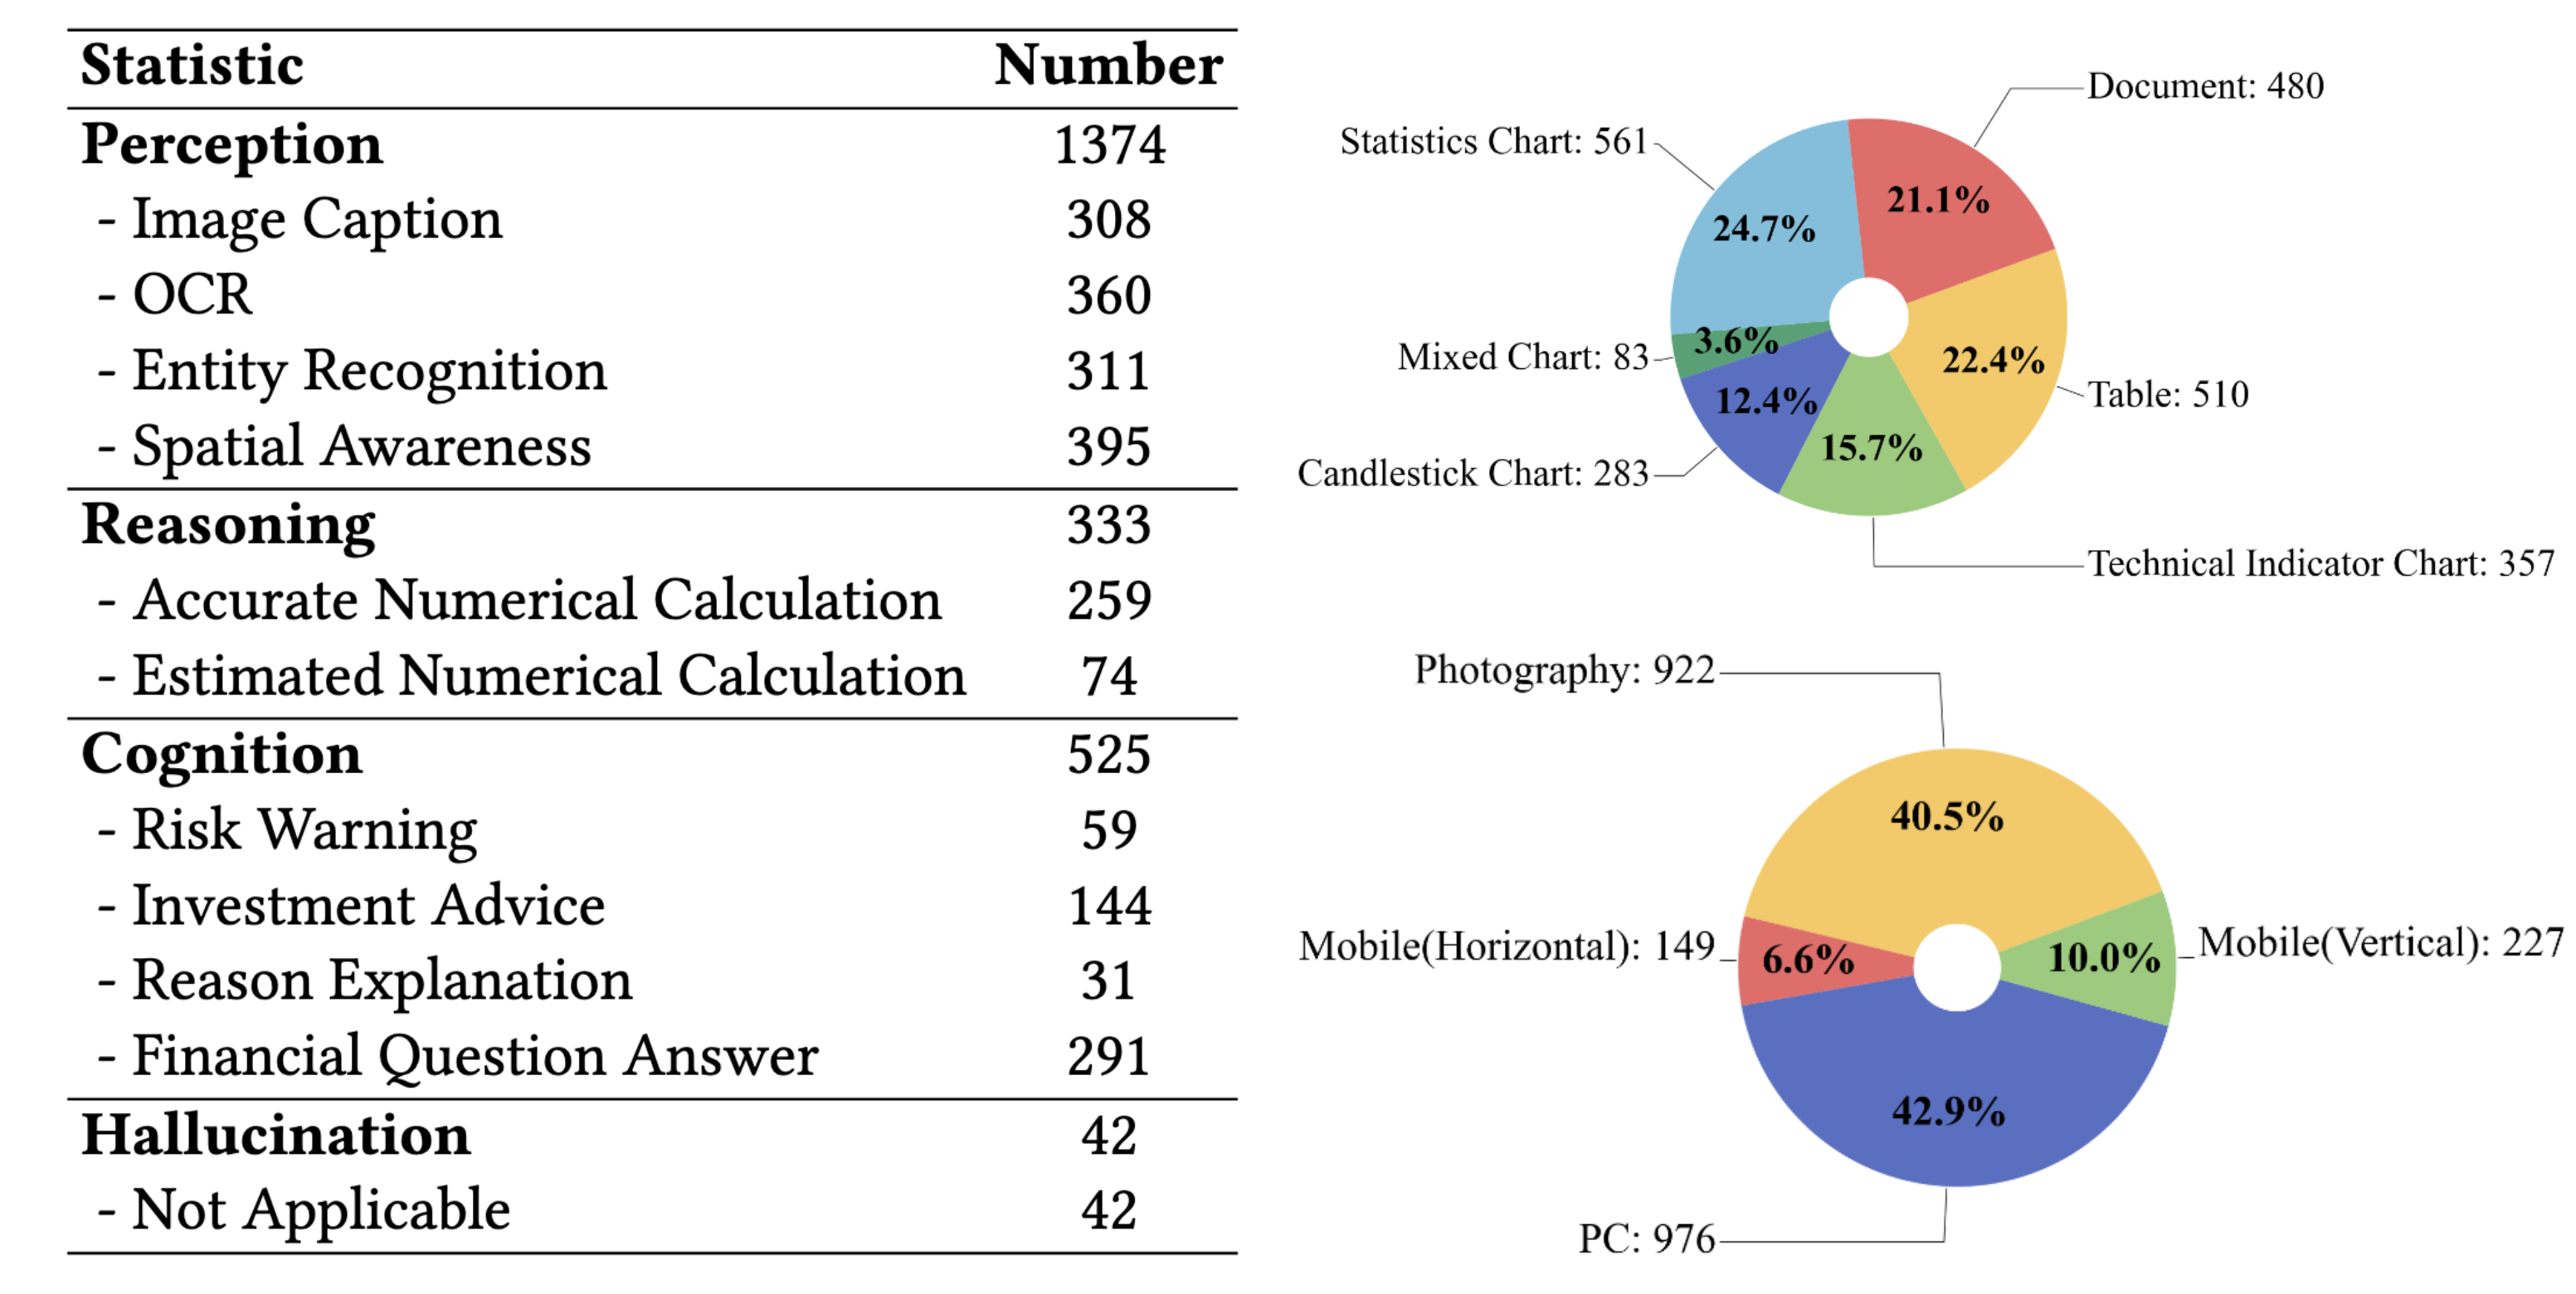 Statistic Number
Perception 1374
- Image Caption 308
- OCR 360
- Entity Recognition 311
- Spatial Awareness 395
Reasoning 333
- Accurate Numerical Calculation 259
- Estimated Numerical Calculation 74
Cognition 525
- Risk Warning 59
- Investment Advice 144
- Reason Explanation 31
- Financial Question Answer 291
Hallucination 42
- Not Applicable 42
Document: 480
Statistics Chart: 561
21.1%
24.7%
3.6%
Mixed Chart: 83
22.4%
Table: 510
12.4%
15.7%
Candlestick Chart: 283
Technical Indicator Chart: 357
Photography: 922
40.5%
Mobile(Horizontal): 149
6.6%
10.0%
Mobile(Vertical): 227
42.9%
PC: 976